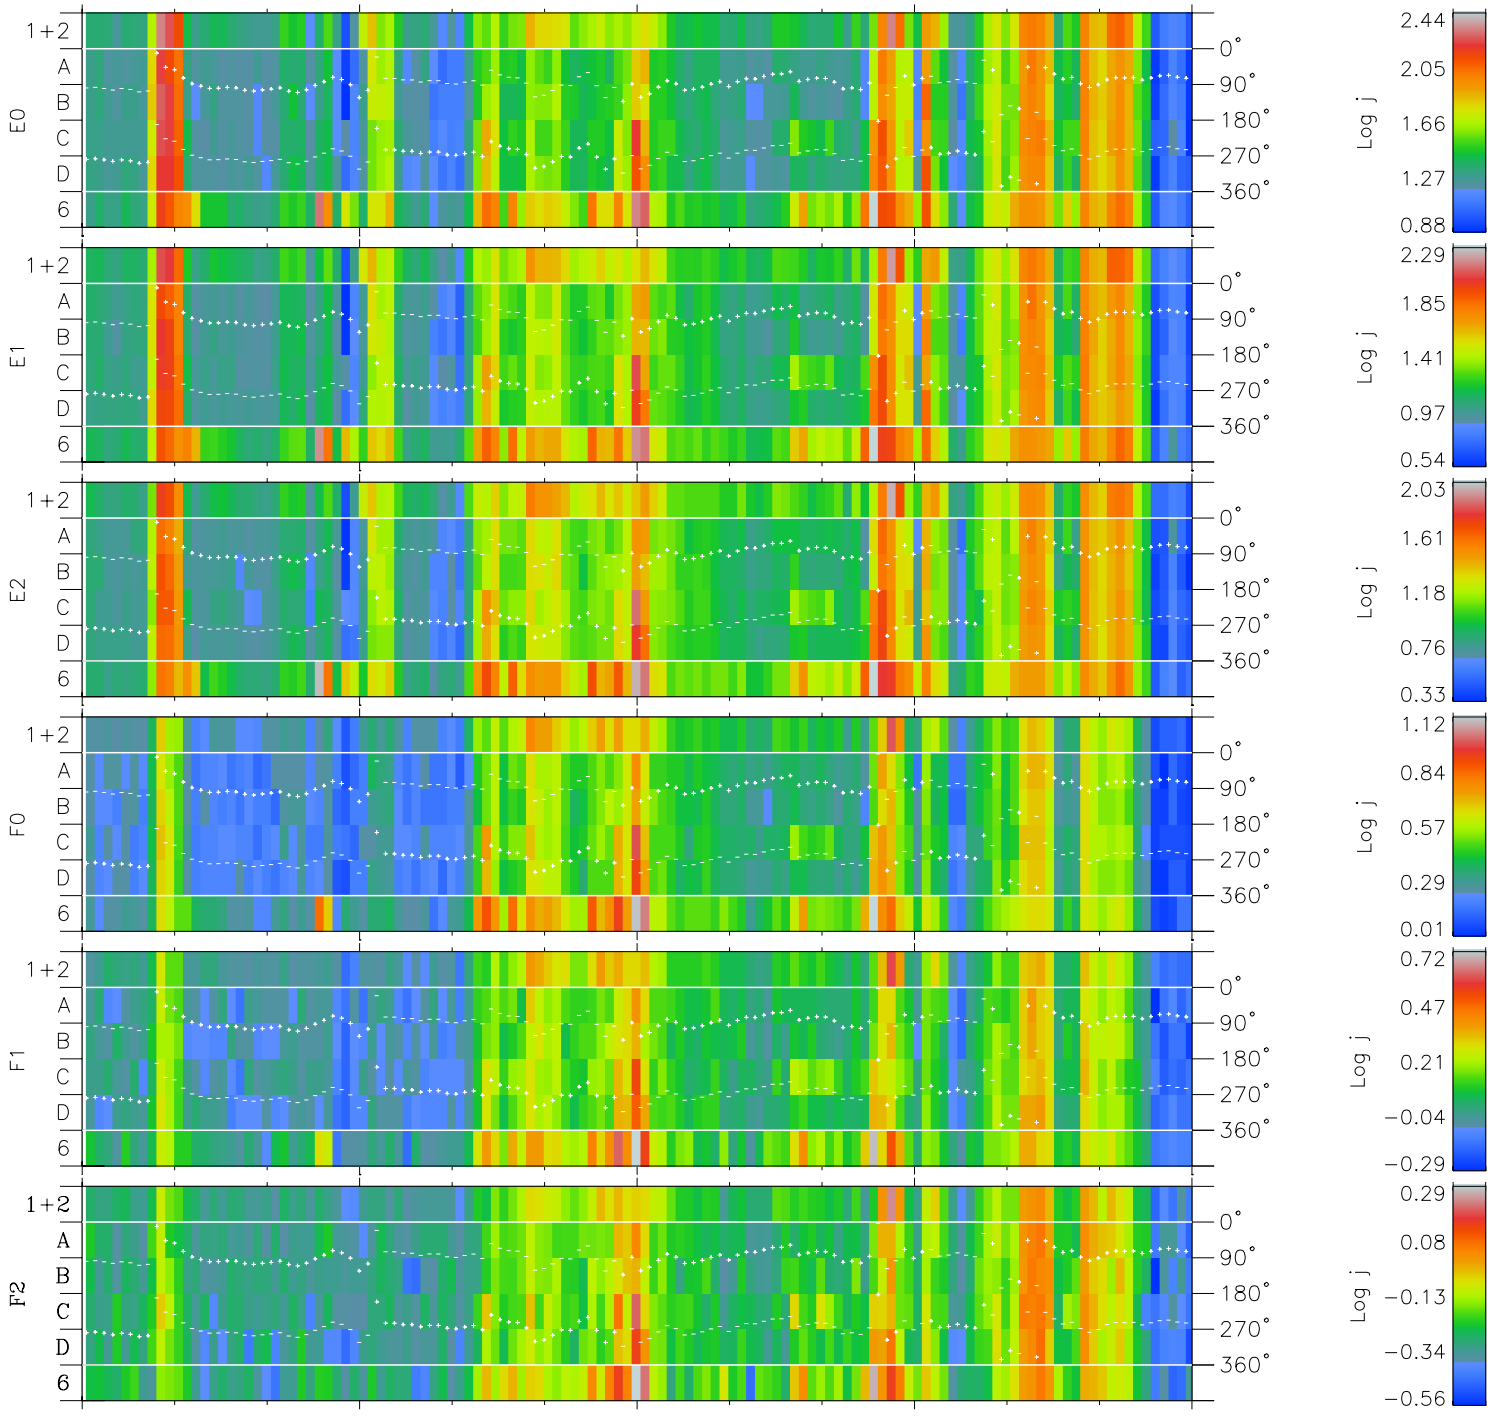 1+2
A
B
C
D
6
E0
0°
90°
180°
270°
360°
Log j
2.44
2.05
1.66
1.27
0.88
1+2
A
B
C
D
6
E1
0°
90°
180°
270°
360°
Log j
2.29
1.85
1.41
0.97
0.54
1+2
A
B
C
D
6
E2
0°
90°
180°
270°
360°
Log j
2.03
1.61
1.18
0.76
0.33
1+2
A
B
C
D
6
F0
0°
90°
180°
270°
360°
Log j
1.12
0.84
0.57
0.29
0.01
1+2
A
B
C
D
6
F1
0°
90°
180°
270°
360°
Log j
0.72
0.47
0.21
−0.04
−0.29
1+2
A
B
C
D
6
F2
0°
90°
180°
270°
360°
Log j
0.29
0.08
−0.13
−0.34
−0.56